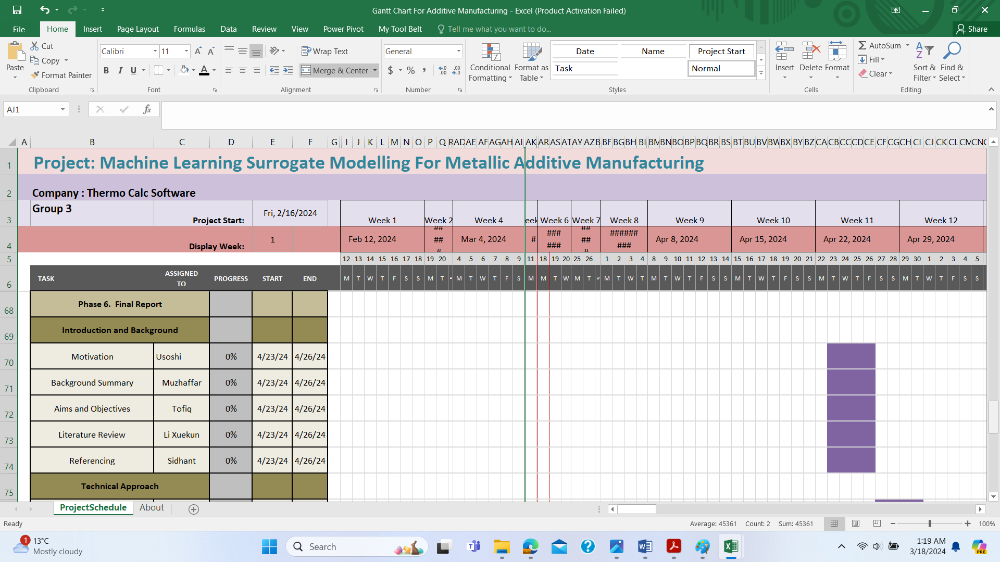 Gantt Chart For Additive Manufacturing - Excel (Product Activation Failed)
File Home Insert Page Layout Formulas Data Review View Power Pivot My Tool Belt Tell me what you want to do... Share
Paste Cut Copy Format Painter
Calibri 11 B I U A
Wrap Text
Merge & Center
General
$ % ,
Conditional Formatting Format as Table
Date Name Project Start
Task Normal
Insert Delete Format
AutoSum Fill Clear
Sort & Filter Find & Select
Clipboard Font Alignment Number Styles Cells Editing
AJ1 fx
A B C D E F G I J K L M N O P Q R AD AE AF AG AH AI AK AR AS AT AY AZ B BF BG BH BI BM BN BO BP BQ BR BS BT BU BV BW BX BY BZ CA CB CC CD CE CF CG CH CI CJ CK CL CM CN
1 Project: Machine Learning Surrogate Modelling For Metallic Additive Manufacturing
2 Company : Thermo Calc Software
3 Group 3 Project Start: Fri, 2/16/2024 Week 1 Week 2 Week 4 eek Week 6 Week 7 Week 8 Week 9 Week 10 Week 11 Week 12
4 Display Week: 1 Feb 12, 2024 ## ## # Mar 4, 2024 # ### ### ## ## # ###### ### Apr 8, 2024 Apr 15, 2024 Apr 22, 2024 Apr 29, 2024
5 12 13 14 15 16 17 18 19 20 4 5 6 7 8 9 11 18 19 20 25 26 1 2 3 4 8 9 10 11 12 13 14 15 16 17 18 19 20 21 22 23 24 25 26 27 28 29 30 1 2 3 4 5
6 TASK ASSIGNED TO PROGRESS START END M T W T F S S M T M T W T F S M M T W M T W M T W T M T W T F S S M T W T F S S M T W T F S S M T W T F S S
68 Phase 6. Final Report
69 Introduction and Background
70 Motivation Usoshi 0% 4/23/24 4/26/24
71 Background Summary Muzhaffar 0% 4/23/24 4/26/24
72 Aims and Objectives Tofiq 0% 4/23/24 4/26/24
73 Literature Review Li Xuekun 0% 4/23/24 4/26/24
74 Referencing Sidhant 0% 4/23/24 4/26/24
75 Technical Approach
ProjectSchedule About
Ready Average: 45361 Count: 2 Sum: 45361 100%
1 13°C
Mostly cloudy
Search
PRE
1:19 AM
3/18/2024